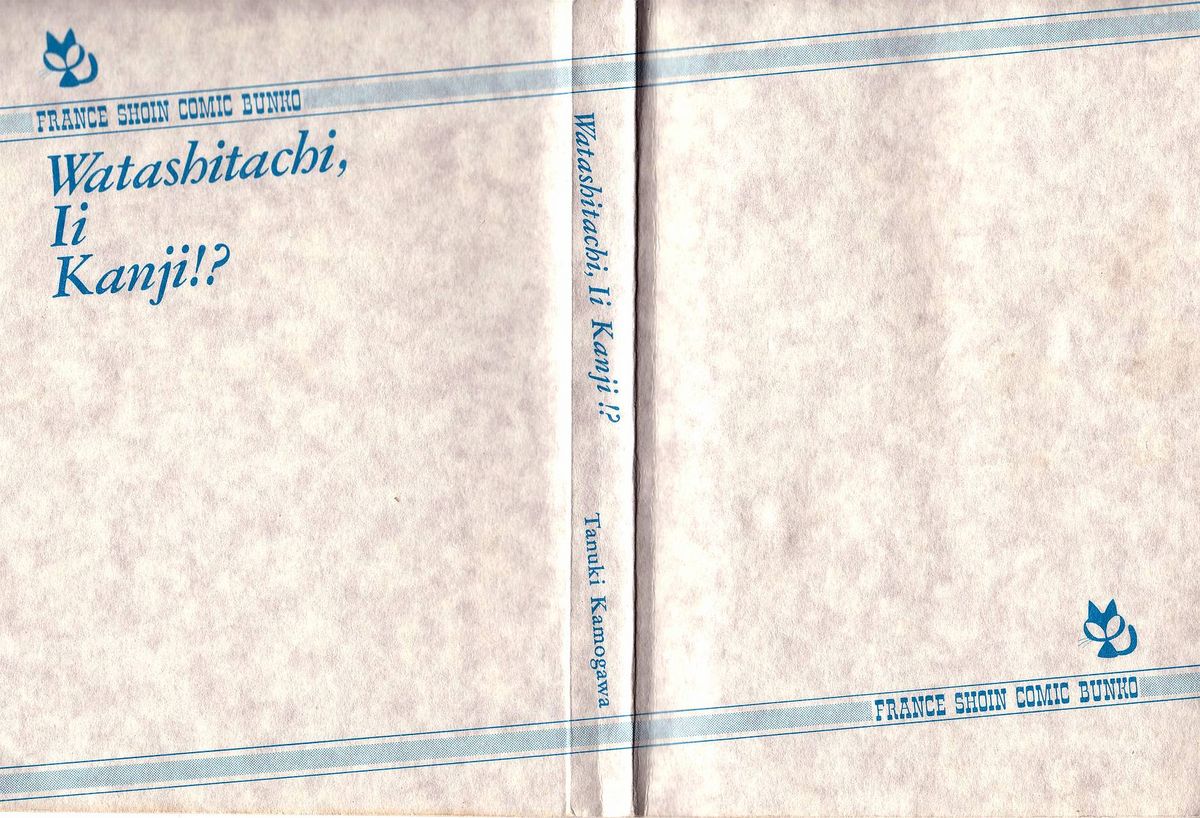 FRANCE SHOIN COMIC BUNKO
Watashitachi,
Ii
Kanji!?
Watashitachi, Ii Kanji !?
Tanuki Kamogawa
FRANCE SHOIN COMIC BUNKO